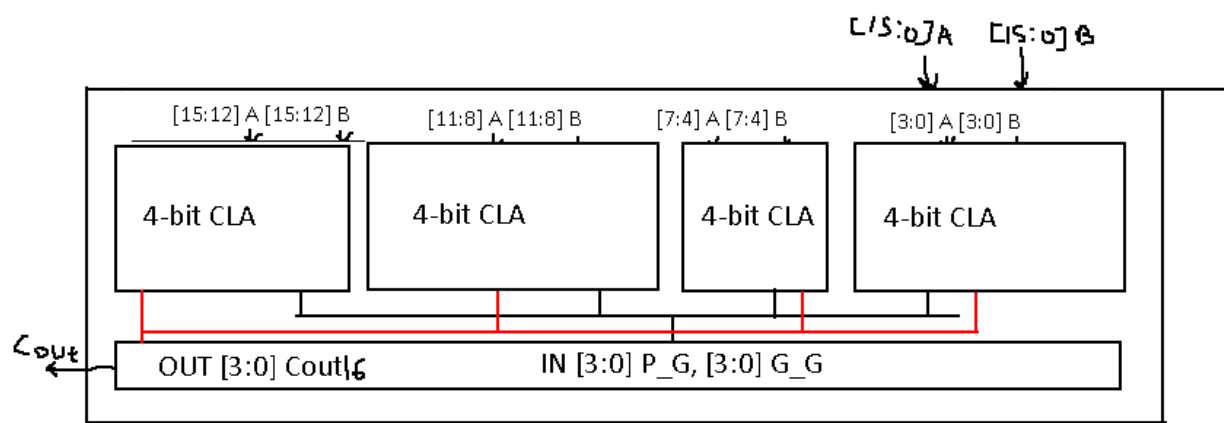 [15:0]A [15:0]B
[15:12] A [15:12] B [11:8] A [11:8] B [7:4] A [7:4] B [3:0] A [3:0] B
4-bit CLA 4-bit CLA 4-bit CLA 4-bit CLA
Cout
OUT [3:0] Cout16 IN [3:0] P_G, [3:0] G_G